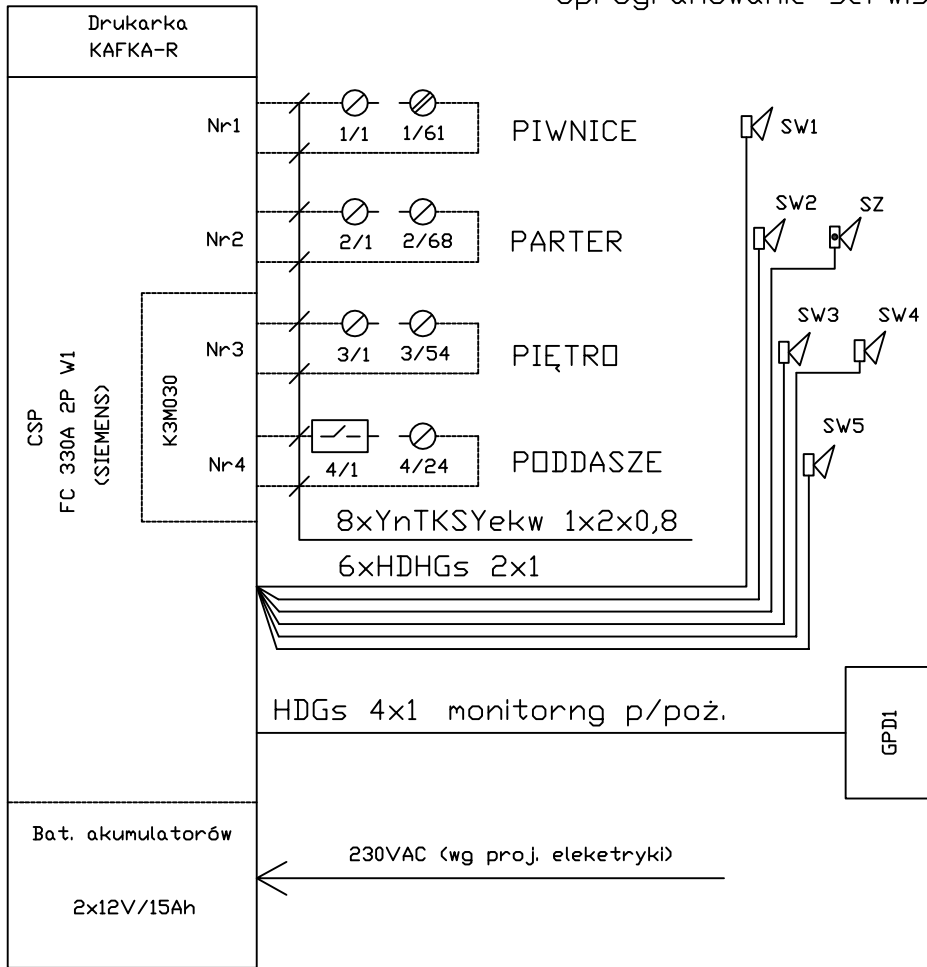 oprogramowanie serwis
Drukarka
KAFKA-R
Nr1
1/1
1/61
PIWNICE
SW1
Nr2
2/1
2/68
PARTER
SW2
SZ
Nr3
3/1
3/54
PIĘTRO
SW3
SW4
Nr4
4/1
4/24
PODDASZE
SW5
CSP
FC 330A 2P W1
(SIEMENS)
K3M030
8xYnTKSYekw 1x2x0,8
6xHDHGs 2x1
HDGs 4x1 monitorng p/poż.
GPD1
Bat. akumulatorów
2x12V/15Ah
230VAC (wg proj. eleketryki)